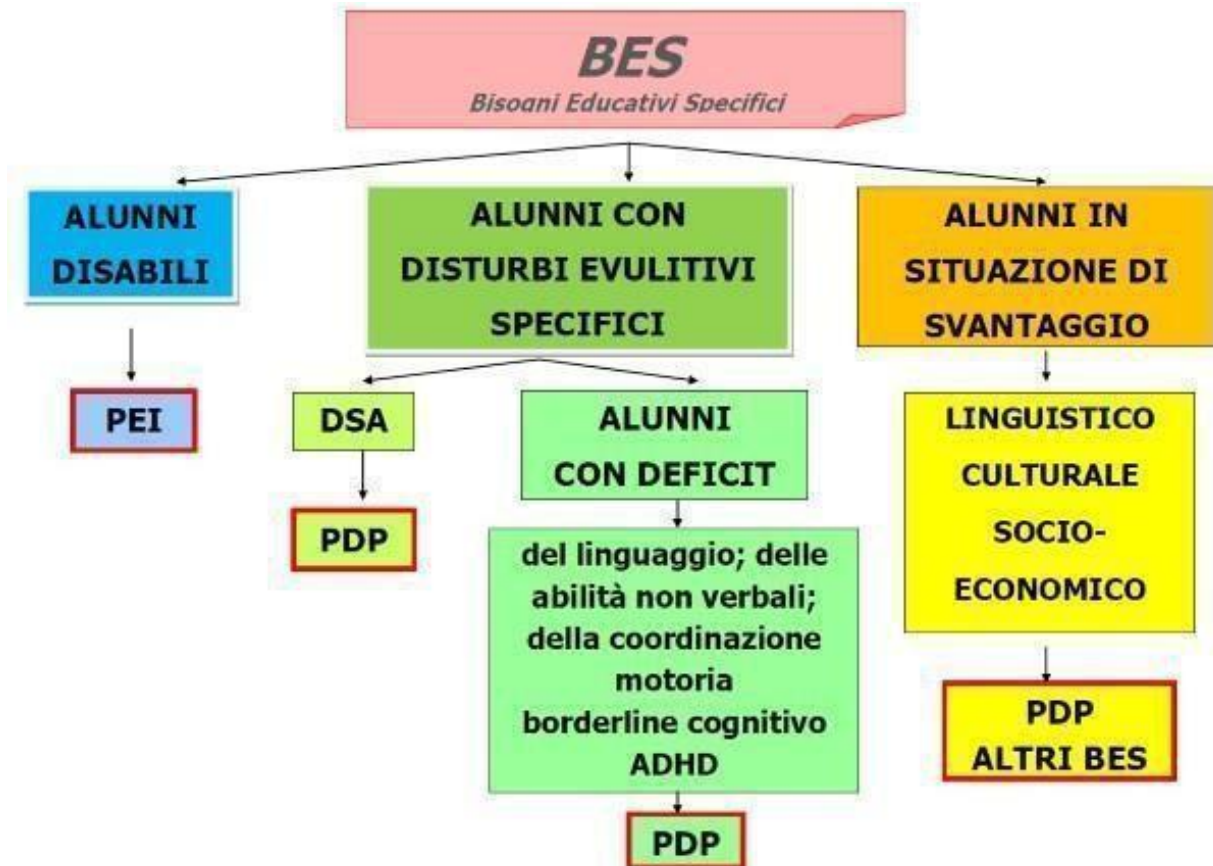 BES
Bisogni Educativi Specifici
ALUNNI
DISABILI
PEI
ALUNNI CON
DISTURBI EVULITIVI
SPECIFICI
DSA
PDP
ALUNNI
CON DEFICIT
del linguaggio; delle
abilità non verbali;
della coordinazione
motoria
borderline cognitivo
ADHD
PDP
ALUNNI IN
SITUAZIONE DI
SVANTAGGIO
LINGUISTICO
CULTURALE
SOCIO-
ECONOMICO
PDP
ALTRI BES